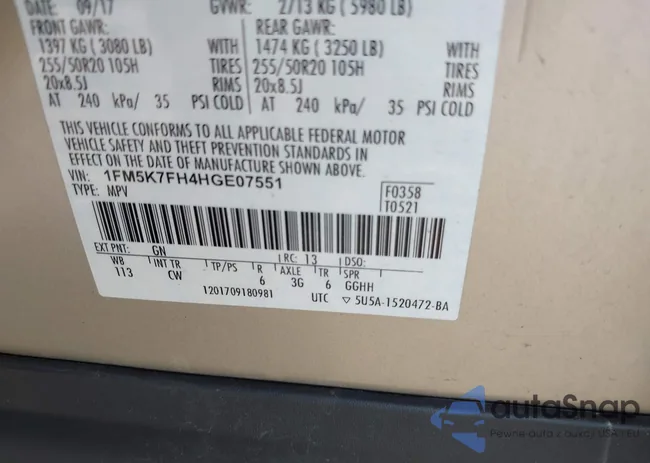 DATE: 09/17 GVWR: 2713 KG ( 5980 LB)
FRONT GAWR: REAR GAWR:
1397 KG ( 3080 LB) WITH 1474 KG ( 3250 LB) WITH
255/50R20 105H TIRES 255/50R20 105H TIRES
20x8.5J RIMS 20x8.5J RIMS
AT 240 kPa/ 35 PSI COLD AT 240 kPa/ 35 PSI COLD
THIS VEHICLE CONFORMS TO ALL APPLICABLE FEDERAL MOTOR
VEHICLE SAFETY AND THEFT PREVENTION STANDARDS IN
EFFECT ON THE DATE OF MANUFACTURE SHOWN ABOVE.
VIN: 1FM5K7FH4HGE07551
TYPE: MPV
F0358
T0521
EXT PNT: GN RC: 13 DSO:
WB INT TR TP/PS R AXLE TR SPR
113 CW 6 3G 6 GGHH
1201709180981 UTC ▽ 5U5A-1520472-BA
autoSnap
Pewne auta z aukcji USA i EU